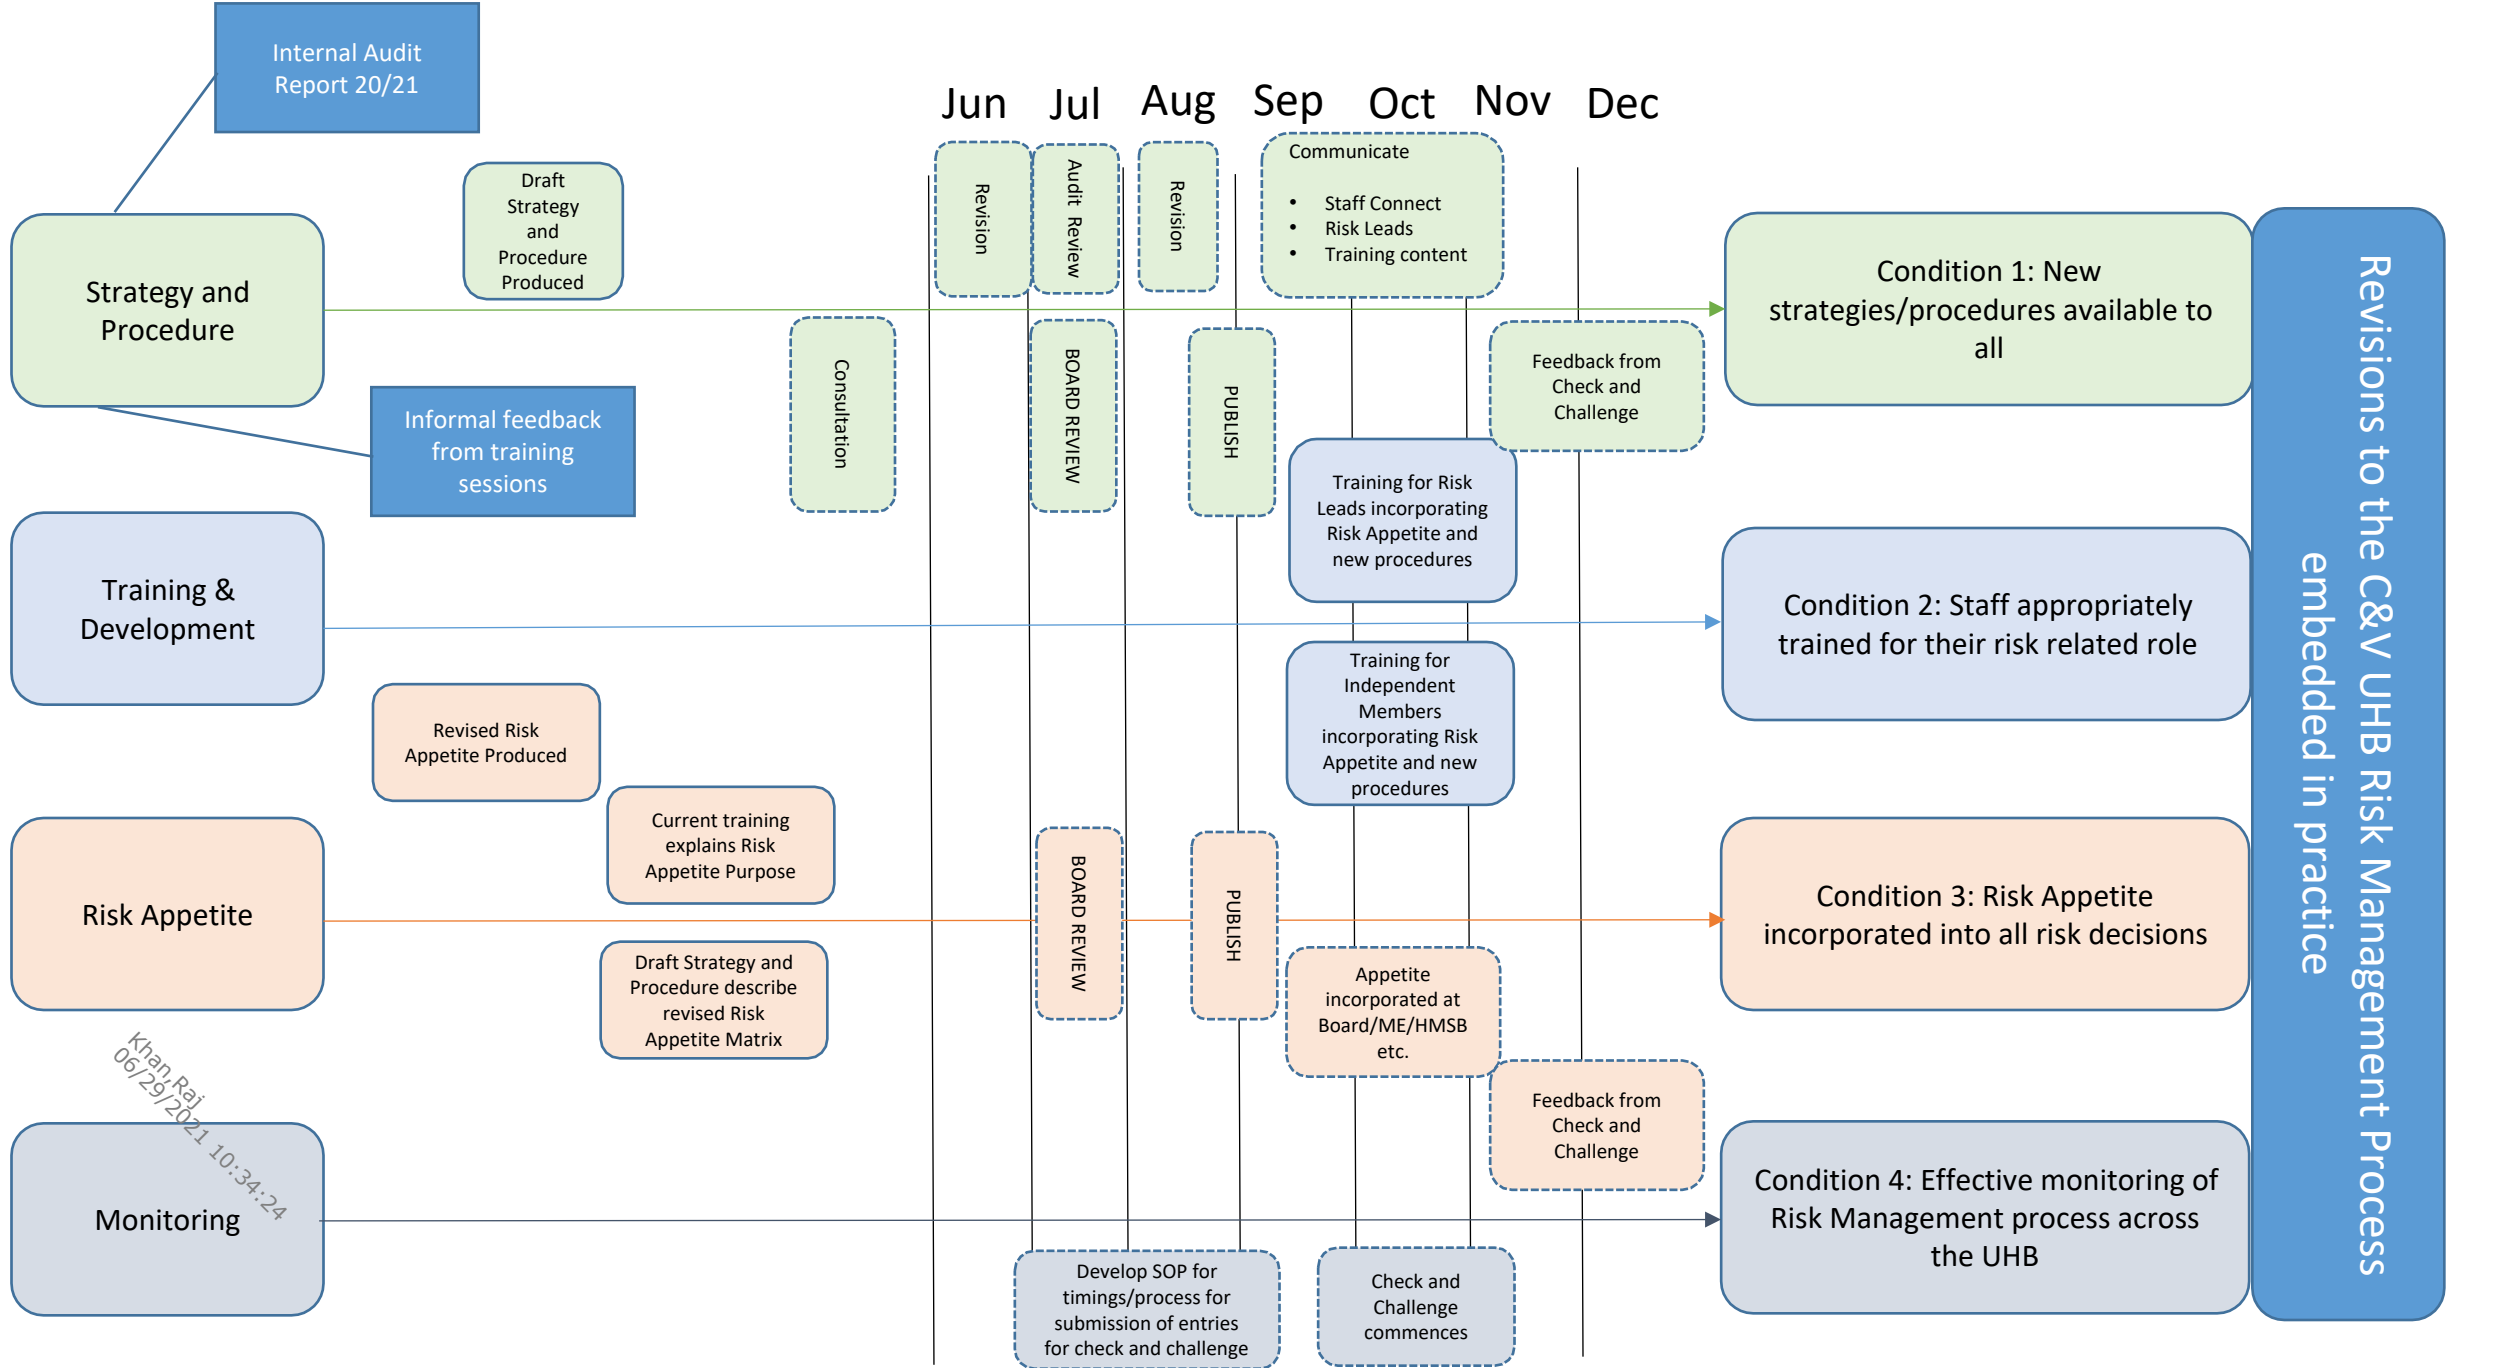 Internal Audit
Report 20/21
Jun Jul Aug Sep Oct Nov Dec
Draft
Strategy
and
Procedure
Produced
Revision
Audit Review
Revision
Communicate
• Staff Connect
• Risk Leads
• Training content
Strategy and
Procedure
Condition 1: New
strategies/procedures available to
all
Consultation
BOARD REVIEW
PUBLISH
Feedback from
Check and
Challenge
Informal feedback
from training
sessions
Training for Risk
Leads incorporating
Risk Appetite and
new procedures
Training &
Development
Condition 2: Staff appropriately
trained for their risk related role
Training for
Independent
Members
incorporating Risk
Appetite and new
procedures
Revised Risk
Appetite Produced
Current training
explains Risk
Appetite Purpose
Risk Appetite
BOARD REVIEW
PUBLISH
Condition 3: Risk Appetite
incorporated into all risk decisions
Draft Strategy and
Procedure describe
revised Risk
Appetite Matrix
Appetite
incorporated at
Board/ME/HMSB
etc.
Feedback from
Check and
Challenge
Khan,Raj
06/29/2021 10:34:24
Monitoring
Condition 4: Effective monitoring of
Risk Management process across
the UHB
Develop SOP for
timings/process for
submission of entries
for check and challenge
Check and
Challenge
commences
Revisions to the C&V UHB Risk Management Process
embedded in practice